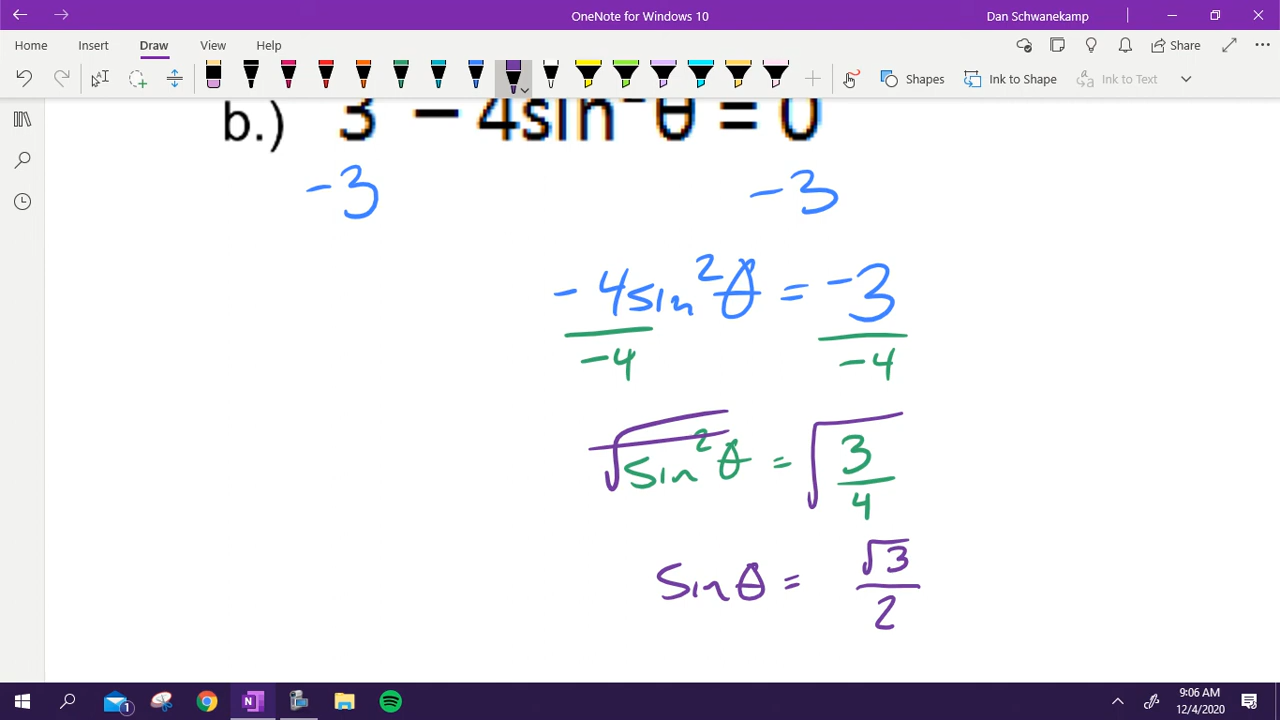 OneNote for Windows 10
Dan Schwanekamp
Home Insert Draw View Help
Share
Shapes
Ink to Shape
Ink to Text
b.) 3 − 4sin²θ = 0
-3 -3
-4sin²θ = -3
-4 -4
√sin²θ = √3/4
sinθ = √3/2
1
N
9:06 AM
12/4/2020